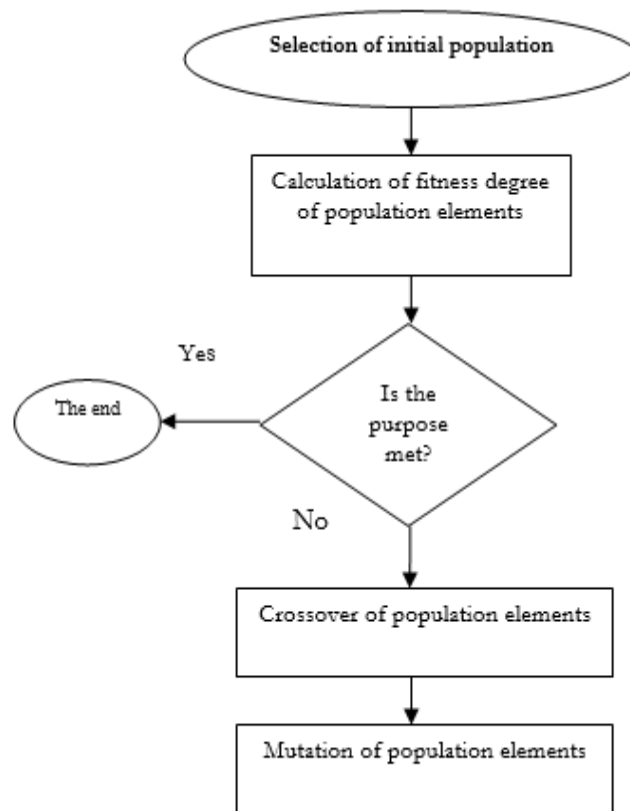 Selection of initial population
Calculation of fitness degree
of population elements
Yes
The end
Is the
purpose
met?
No
Crossover of population elements
Mutation of population elements